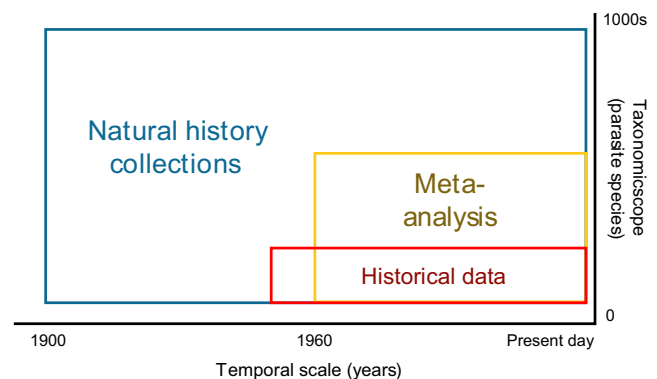 1000s
Natural history
collections
Meta-
analysis
Historical data
Taxonomicscope
(parasite species)
0
1900
1960
Present day
Temporal scale (years)